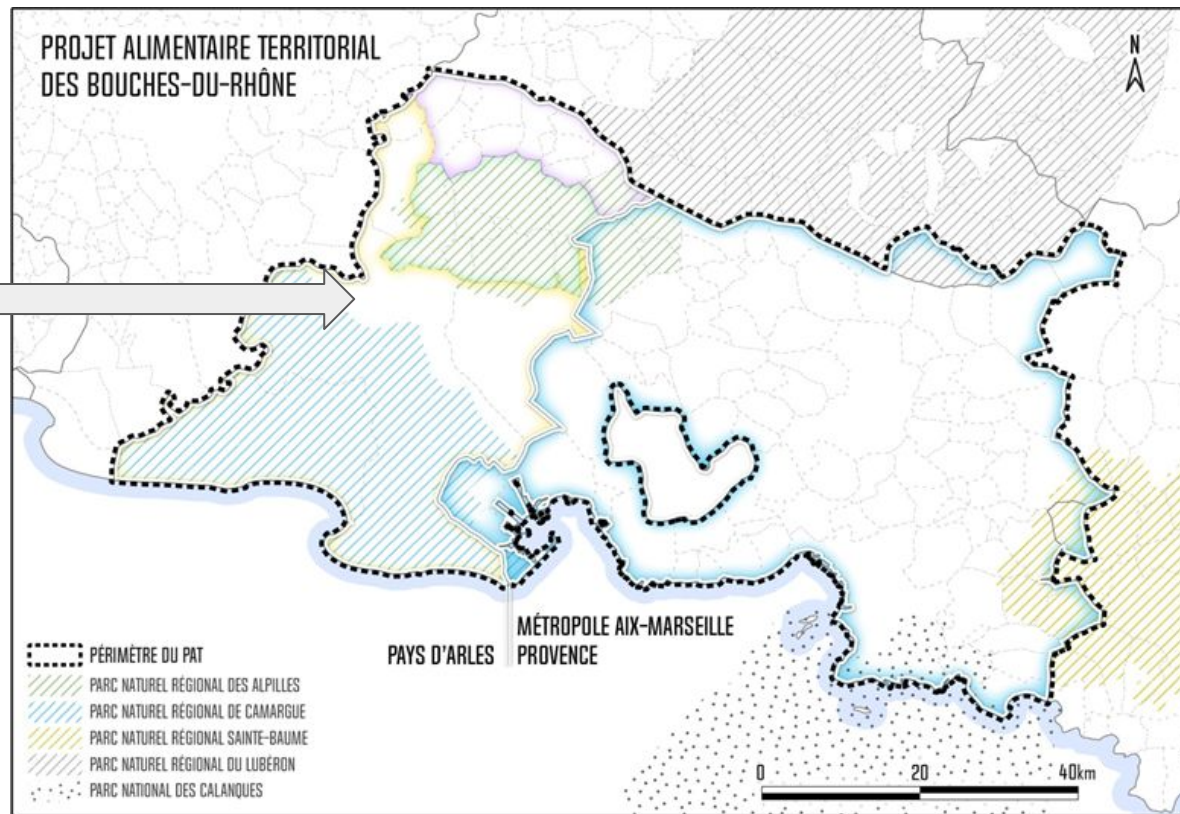 PROJET ALIMENTAIRE TERRITORIAL
DES BOUCHES-DU-RHÔNE
N
PAYS D'ARLES
MÉTROPOLE AIX-MARSEILLE
PROVENCE
PÉRIMÈTRE DU PAT
PARC NATUREL RÉGIONAL DES ALPILLES
PARC NATUREL RÉGIONAL DE CAMARGUE
PARC NATUREL RÉGIONAL SAINTE-BAUME
PARC NATUREL RÉGIONAL DU LUBÉRON
PARC NATIONAL DES CALANQUES
0 20 40km